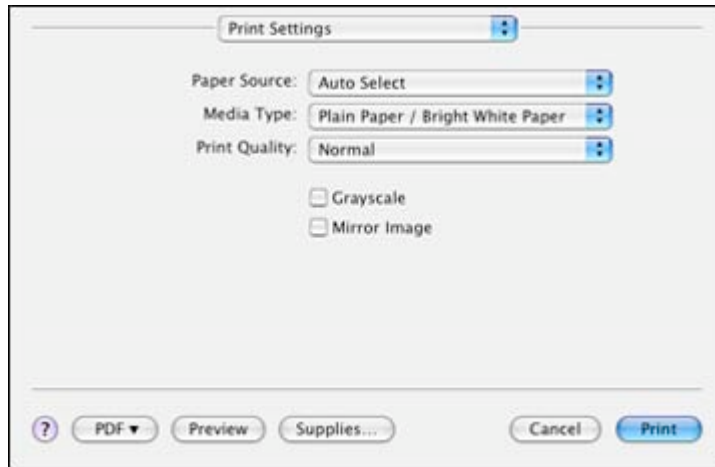 Print Settings
Paper Source: Auto Select
Media Type: Plain Paper / Bright White Paper
Print Quality: Normal
Grayscale
Mirror Image
? PDF ▾ Preview Supplies... Cancel Print